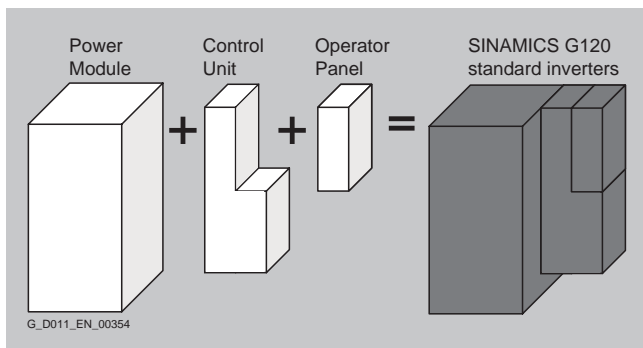 Power
Module
Control
Unit
Operator
Panel
SINAMICS G120
standard inverters
+ + =
G_D011_EN_00354